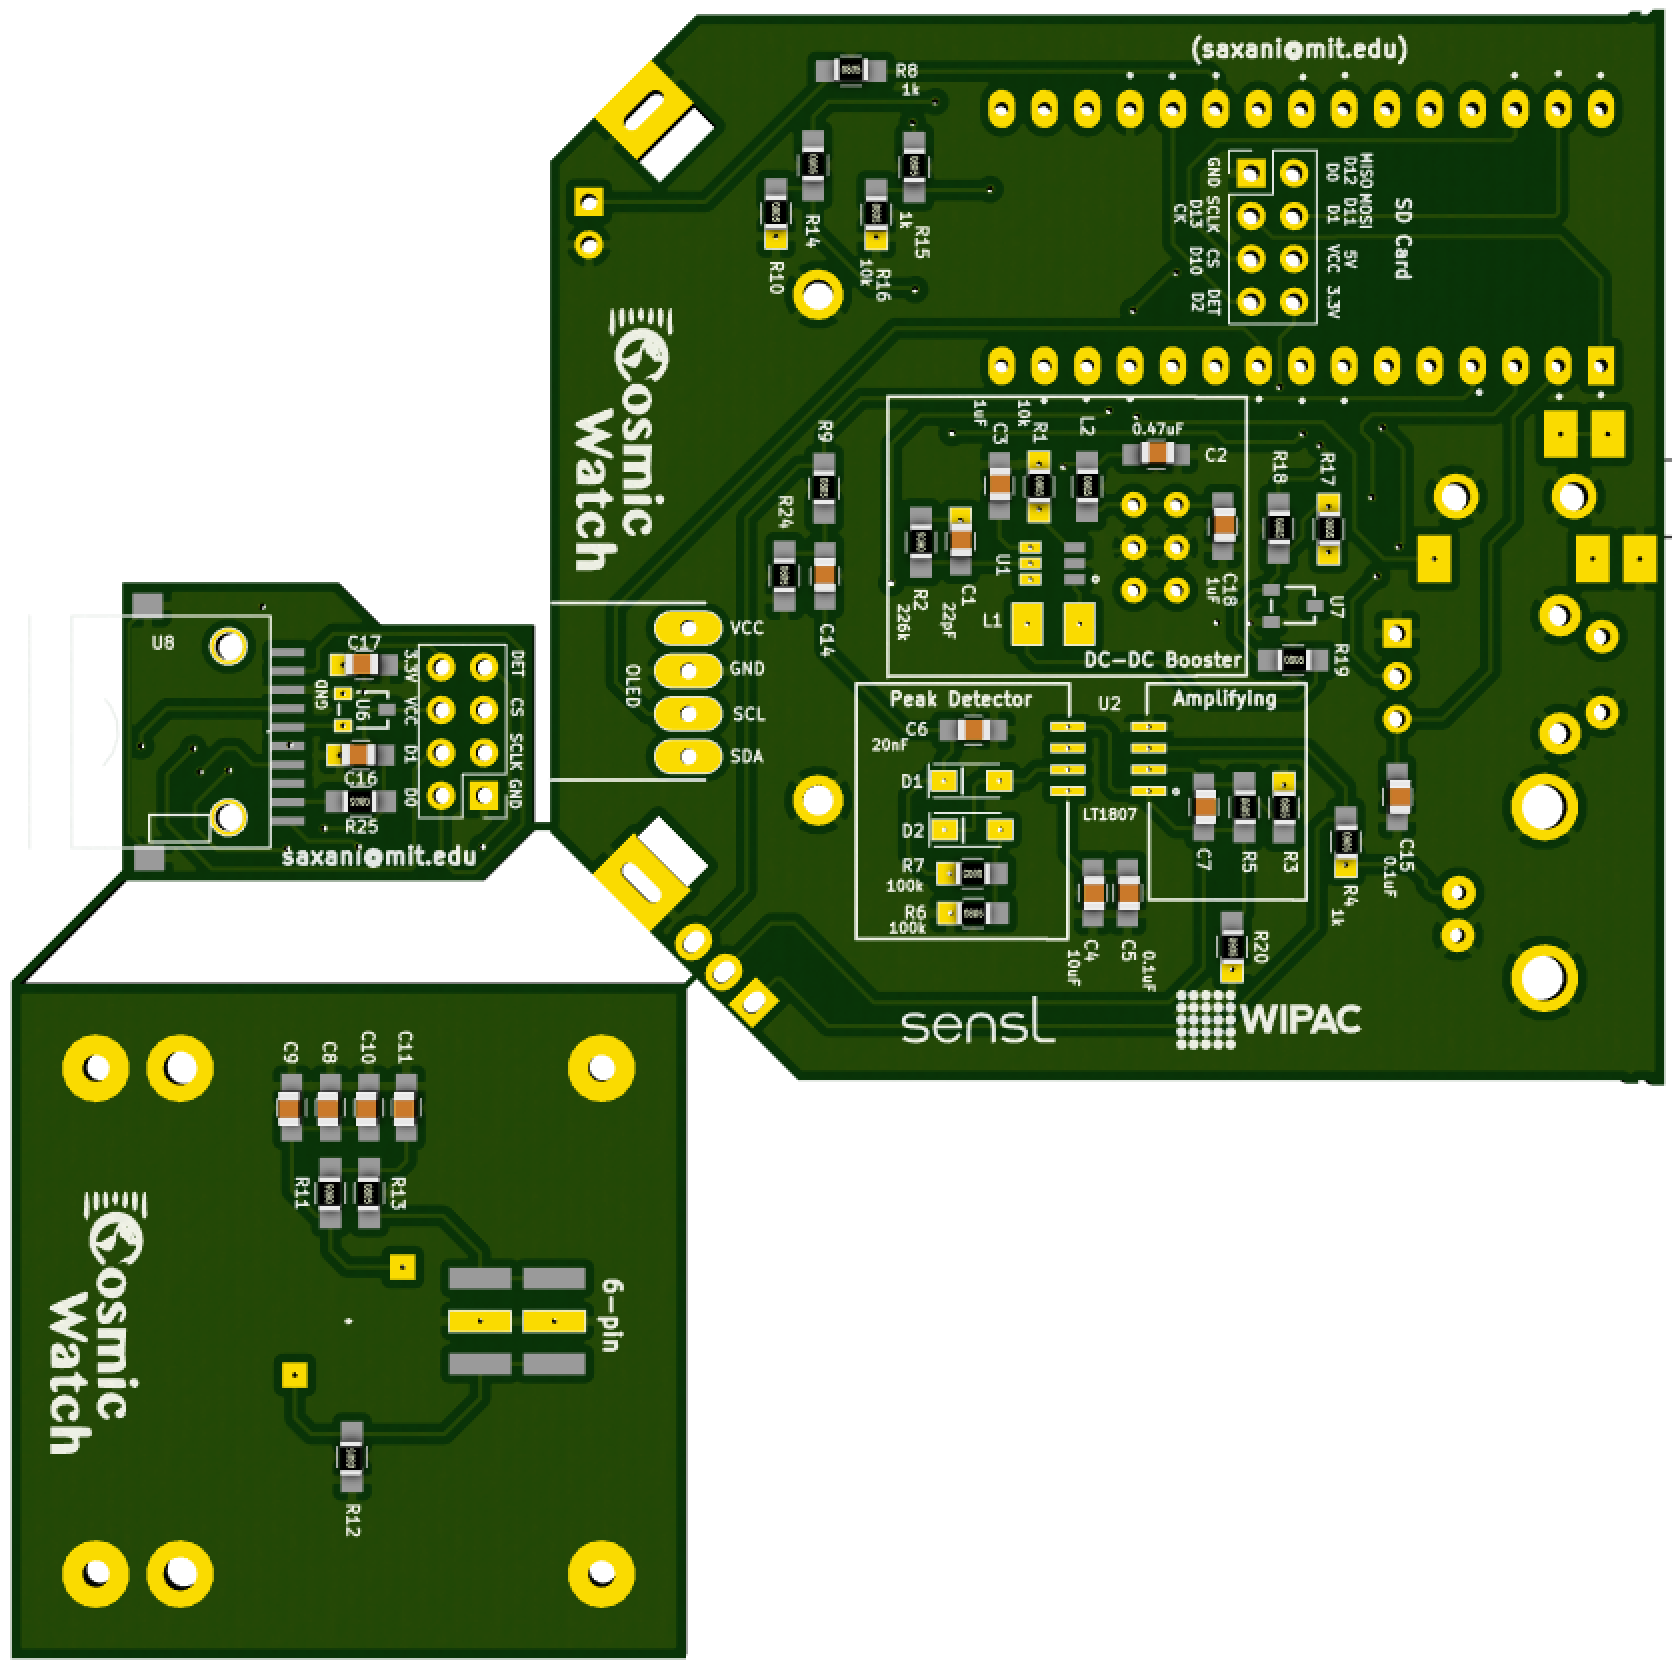 (saxani@mit.edu)
R8
1k
R14
R10
1k
R15
R16
10k
GND
SCLK
D13
CK
CS
D10
DET
D2
MISO
D12
D0
MOSI
D11
D1
5V
VCC
3.3V
SD Card
Cosmic
Watch
R9
R24
C14
1uF
C3
10k
R1
L2
0.47uF
C2
R18
R17
R2
226k
C1
22pF
U1
L1
C18
1uF
U7
R19
DC-DC Booster
OLED
VCC
GND
SCL
SDA
Peak Detector
U2
Amplifying
C6
20nF
D1
D2
R7
100k
R6
100k
LT1807
C7
R5
R3
R4
1k
C15
0.1uF
C4
10uF
C5
0.1uF
R20
sensL
WIPAC
U8
C17
GND
U6
C16
R25
3.3V
VCC
D1
D0
DET
CS
SCLK
GND
saxani@mit.edu
C9
C8
C10
C11
R11
R13
6-pin
R12
Cosmic
Watch